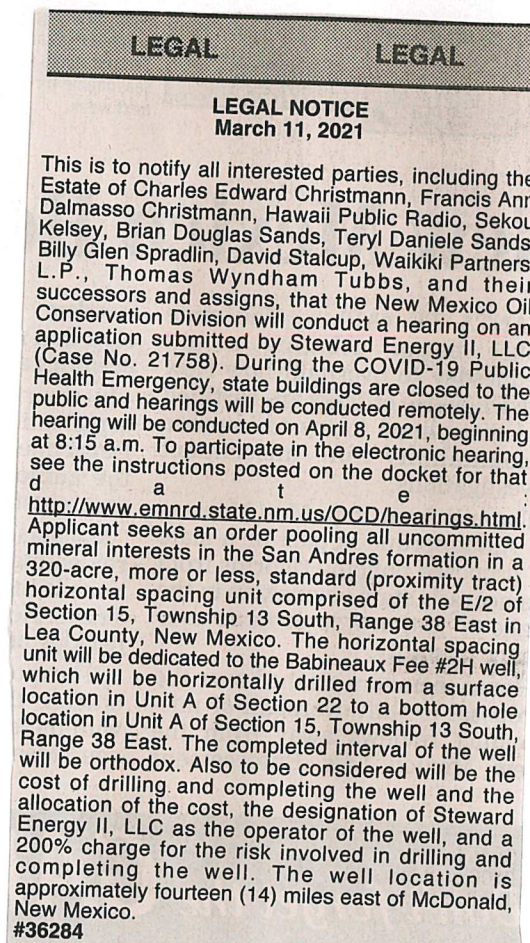 LEGAL LEGAL
LEGAL NOTICE
March 11, 2021
This is to notify all interested parties, including the
Estate of Charles Edward Christmann, Francis Ann
Dalmasso Christmann, Hawaii Public Radio, Sekou
Kelsey, Brian Douglas Sands, Teryl Daniele Sands
Billy Glen Spradlin, David Stalcup, Waikiki Partners
L.P., Thomas Wyndham Tubbs, and their
successors and assigns, that the New Mexico Oil
Conservation Division will conduct a hearing on an
application submitted by Steward Energy II, LLC
(Case No. 21758). During the COVID-19 Public
Health Emergency, state buildings are closed to the
public and hearings will be conducted remotely. The
hearing will be conducted on April 8, 2021, beginning
at 8:15 a.m. To participate in the electronic hearing,
see the instructions posted on the docket for that
d a t e :
http://www.emnrd.state.nm.us/OCD/hearings.html.
Applicant seeks an order pooling all uncommitted
mineral interests in the San Andres formation in a
320-acre, more or less, standard (proximity tract)
horizontal spacing unit comprised of the E/2 of
Section 15, Township 13 South, Range 38 East in
Lea County, New Mexico. The horizontal spacing
unit will be dedicated to the Babineaux Fee #2H well,
which will be horizontally drilled from a surface
location in Unit A of Section 22 to a bottom hole
location in Unit A of Section 15, Township 13 South,
Range 38 East. The completed interval of the well
will be orthodox. Also to be considered will be the
cost of drilling and completing the well and the
allocation of the cost, the designation of Steward
Energy II, LLC as the operator of the well, and a
200% charge for the risk involved in drilling and
completing the well. The well location is
approximately fourteen (14) miles east of McDonald,
New Mexico.
#36284